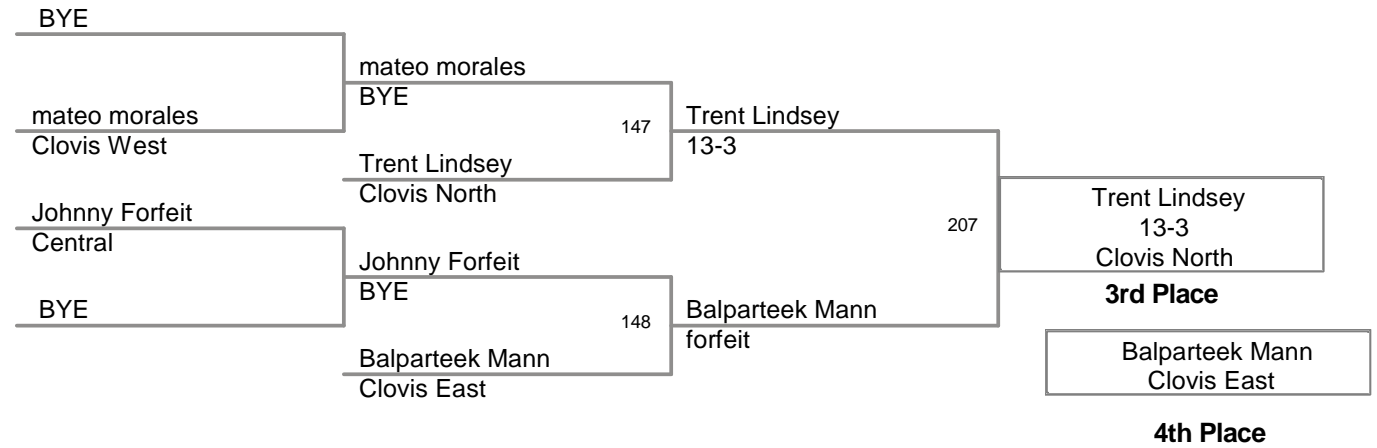 BYE
mateo morales
BYE
mateo morales
Clovis West
147
Trent Lindsey
13-3
Trent Lindsey
Clovis North
Johnny Forfeit
Central
207
Trent Lindsey
13-3
Clovis North
3rd Place
Johnny Forfeit
BYE
BYE
148
Balparteek Mann
forfeit
Balparteek Mann
Clovis East
Balparteek Mann
Clovis East
4th Place